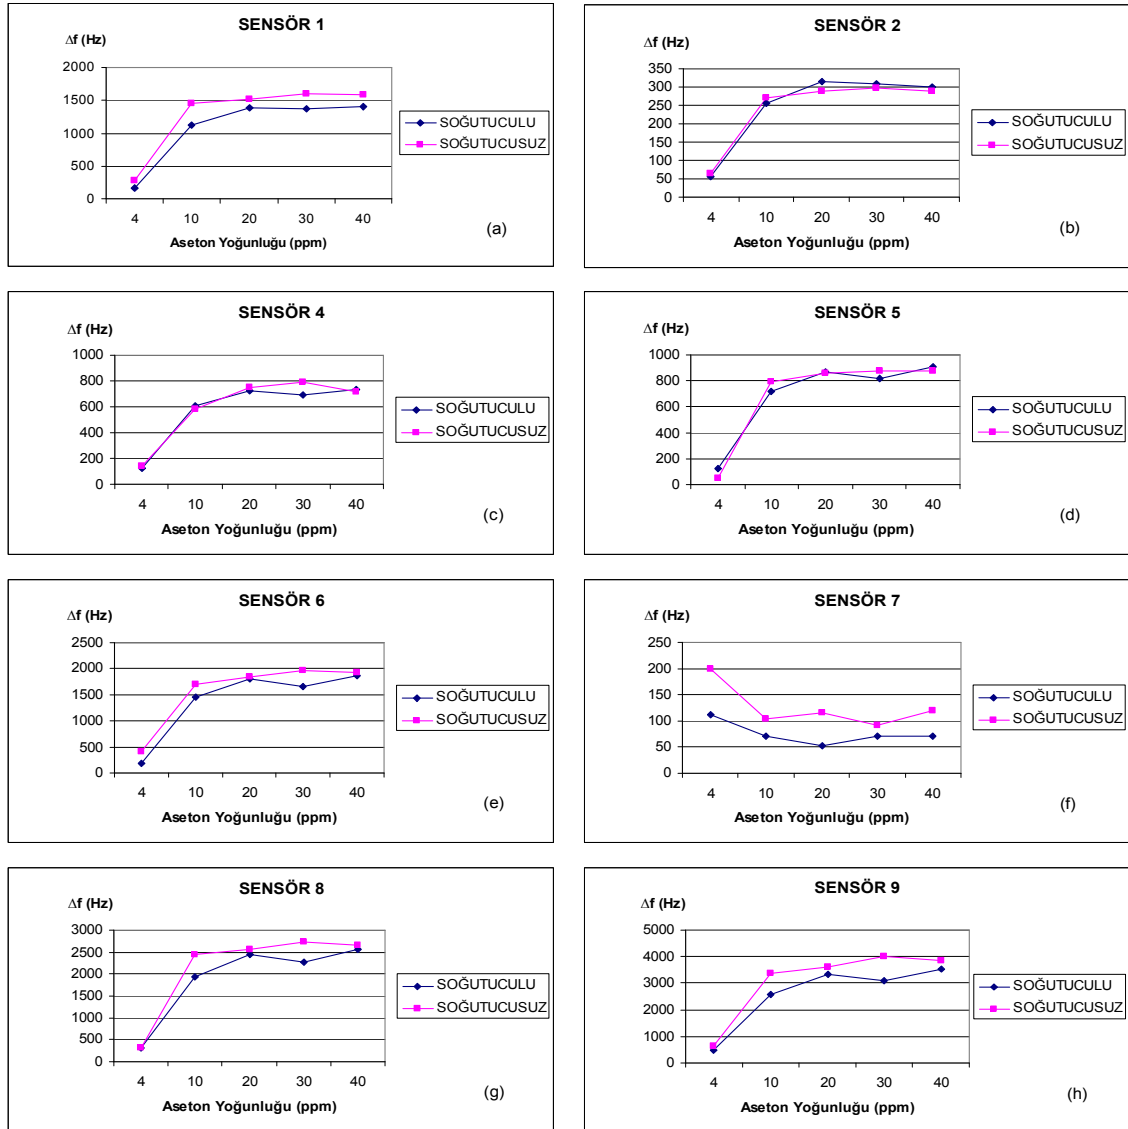 SENSÖR 1
Δf (Hz)
2000
1500
1000
500
0
4 10 20 30 40
Aseton Yoğunluğu (ppm)
SOĞUTUCULU
SOĞUTUCUSUZ
(a)
SENSÖR 2
Δf (Hz)
350
300
250
200
150
100
50
0
4 10 20 30 40
Aseton Yoğunluğu (ppm)
SOĞUTUCULU
SOĞUTUCUSUZ
(b)
SENSÖR 4
Δf (Hz)
1000
800
600
400
200
0
4 10 20 30 40
Aseton Yoğunluğu (ppm)
SOĞUTUCULU
SOĞUTUCUSUZ
(c)
SENSÖR 5
Δf (Hz)
1000
800
600
400
200
0
4 10 20 30 40
Aseton Yoğunluğu (ppm)
SOĞUTUCULU
SOĞUTUCUSUZ
(d)
SENSÖR 6
Δf (Hz)
2500
2000
1500
1000
500
0
4 10 20 30 40
Aseton Yoğunluğu (ppm)
SOĞUTUCULU
SOĞUTUCUSUZ
(e)
SENSÖR 7
Δf (Hz)
250
200
150
100
50
0
4 10 20 30 40
Aseton Yoğunluğu (ppm)
SOĞUTUCULU
SOĞUTUCUSUZ
(f)
SENSÖR 8
Δf (Hz)
3000
2500
2000
1500
1000
500
0
4 10 20 30 40
Aseton Yoğunluğu (ppm)
SOĞUTUCULU
SOĞUTUCUSUZ
(g)
SENSÖR 9
Δf (Hz)
5000
4000
3000
2000
1000
0
4 10 20 30 40
Aseton Yoğunluğu (ppm)
SOĞUTUCULU
SOĞUTUCUSUZ
(h)